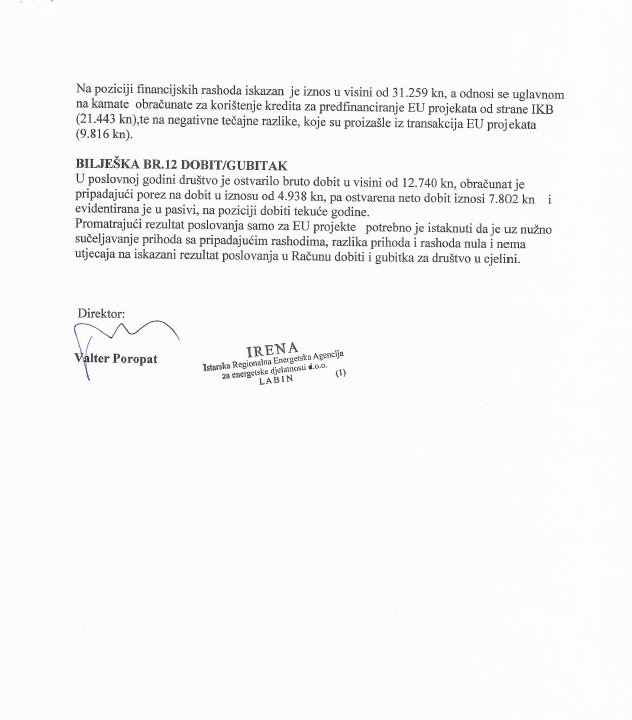 Na poziciji financijskih rashoda iskazan je iznos u visini od 31.259 kn, a odnosi se uglavnom
na kamate obračunate za korištenje kredita za predfinanciranje EU projekata od strane IKB
(21.443 kn),te na negativne tečajne razlike, koje su proizašle iz transakcija EU projekata
(9.816 kn).
BILJEŠKA BR.12 DOBIT/GUBITAK
U poslovnoj godini društvo je ostvarilo bruto dobit u visini od 12.740 kn, obračunat je
pripadajući porez na dobit u iznosu od 4.938 kn, pa ostvarena neto dobit iznosi 7.802 kn i
evidentirana je u pasivi, na poziciji dobiti tekuće godine.
Promatrajući rezultat poslovanja samo za EU projekte potrebno je istaknuti da je uz nužno
sučeljavanje prihoda sa pripadajućim rashodima, razlika prihoda i rashoda nula i nema
utjecaja na iskazani rezultat poslovanja u Računu dobiti i gubitka za društvo u cjelini.
Direktor:
Valter Poropat
IRENA
Istarska Regionalna Energetska Agencija
za energetske djelatnosti d.o.o.
LABIN (1)